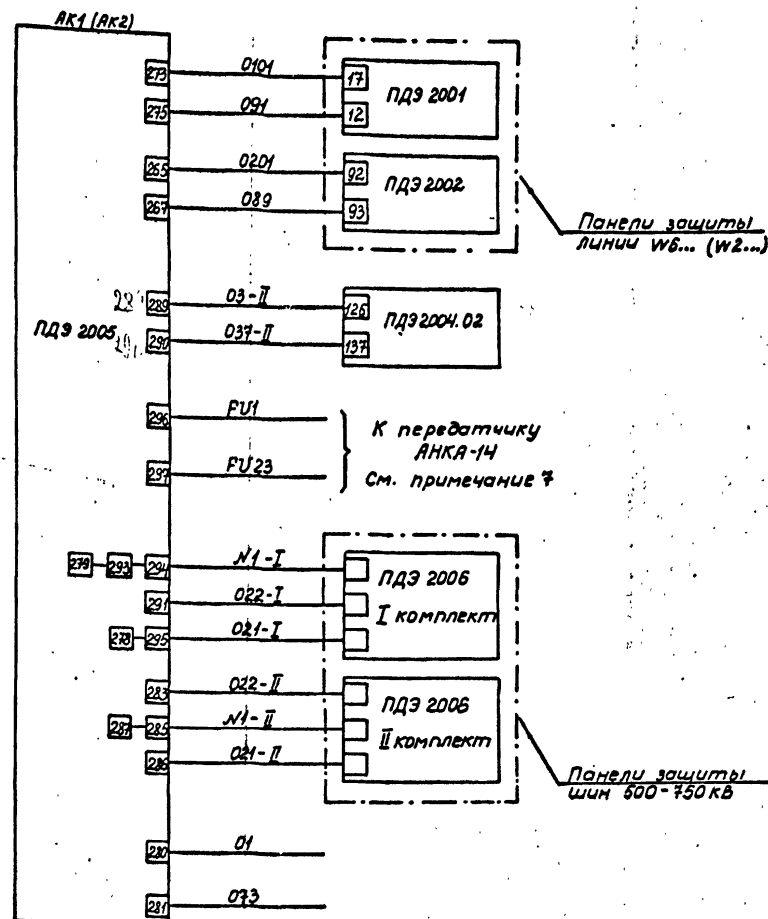 АК1 (АК2)
273 0101 17 ПДЭ 2001
275 091 12
265 0201 92 ПДЭ 2002
267 089 93
Панели защиты
линии W6... (W2...)
289 03-II 126 ПДЭ 2004.02
ПДЭ 2005 290 037-II 137
296 FU1
К передатчику
АНКА-14
297 FU23
См. примечание 7
279 293 294 N1-I ПДЭ 2006
291 022-I I комплект
278 295 021-I
283 022-II ПДЭ 2006
287 285 N1-II II комплект
286 021-II
Панели защиты
шин 500-750 кВ
280 01
281 073